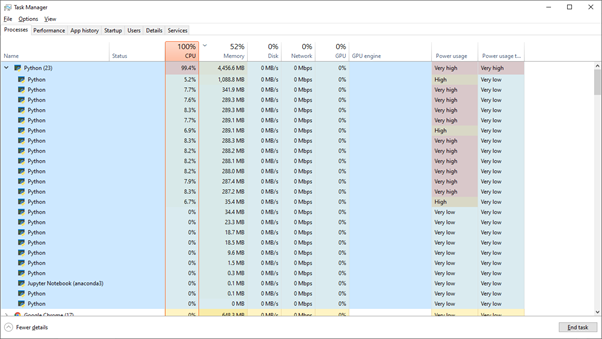 Task Manager
File Options View
Processes Performance App history Startup Users Details Services
100% 52% 0% 0% 0%
Name Status CPU Memory Disk Network GPU GPU engine Power usage Power usage t...
Python (23) 99.4% 4,456.6 MB 0 MB/s 0 Mbps 0% Very high Very high
Python 5.2% 1,088.8 MB 0 MB/s 0 Mbps 0% High Very low
Python 7.7% 341.9 MB 0 MB/s 0 Mbps 0% Very high Very low
Python 7.6% 289.3 MB 0 MB/s 0 Mbps 0% Very high Very low
Python 8.3% 289.3 MB 0 MB/s 0 Mbps 0% Very high Very low
Python 7.7% 289.1 MB 0 MB/s 0 Mbps 0% Very high Very low
Python 6.9% 289.1 MB 0 MB/s 0 Mbps 0% High Very low
Python 8.3% 288.3 MB 0 MB/s 0 Mbps 0% Very high Very low
Python 8.2% 288.2 MB 0 MB/s 0 Mbps 0% Very high Very low
Python 8.2% 288.1 MB 0 MB/s 0 Mbps 0% Very high Very low
Python 8.2% 288.0 MB 0 MB/s 0 Mbps 0% Very high Very low
Python 7.9% 287.4 MB 0 MB/s 0 Mbps 0% Very high Very low
Python 8.3% 287.2 MB 0 MB/s 0 Mbps 0% Very high Very low
Python 6.7% 35.4 MB 0 MB/s 0 Mbps 0% High Very low
Python 0% 34.4 MB 0 MB/s 0 Mbps 0% Very low Very low
Python 0% 23.3 MB 0 MB/s 0 Mbps 0% Very low Very low
Python 0% 18.7 MB 0 MB/s 0 Mbps 0% Very low Very low
Python 0% 18.5 MB 0 MB/s 0 Mbps 0% Very low Very low
Python 0% 9.6 MB 0 MB/s 0 Mbps 0% Very low Very low
Python 0% 1.5 MB 0 MB/s 0 Mbps 0% Very low Very low
Python 0% 0.3 MB 0 MB/s 0 Mbps 0% Very low Very low
Jupyter Notebook (anaconda3) 0% 0.1 MB 0 MB/s 0 Mbps 0% Very low Very low
Python 0% 0.1 MB 0 MB/s 0 Mbps 0% Very low Very low
Python 0% 0 MB 0 MB/s 0 Mbps 0% Very low Very low
Google Chrome (17) 0% 0 MB/s 0 Mbps 0% Very low Very low
Fewer details End task